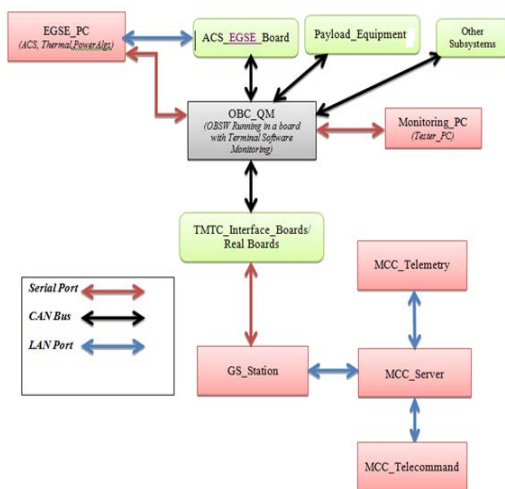 EGSE_PC
(ACS, Thermal,PowerAlgs)
ACS_EGSE_Board
Payload_Equipment
Other
Subsystems
OBC_QM
(OBSW Running in a board
with Terminal Software
Monitoring)
Monitoring_PC
(Tester_PC)
TMTC_Interface_Boards/
Real Boards
MCC_Telemetry
Serial Port
CAN Bus
LAN Port
GS_Station
MCC_Server
MCC_Telecommand